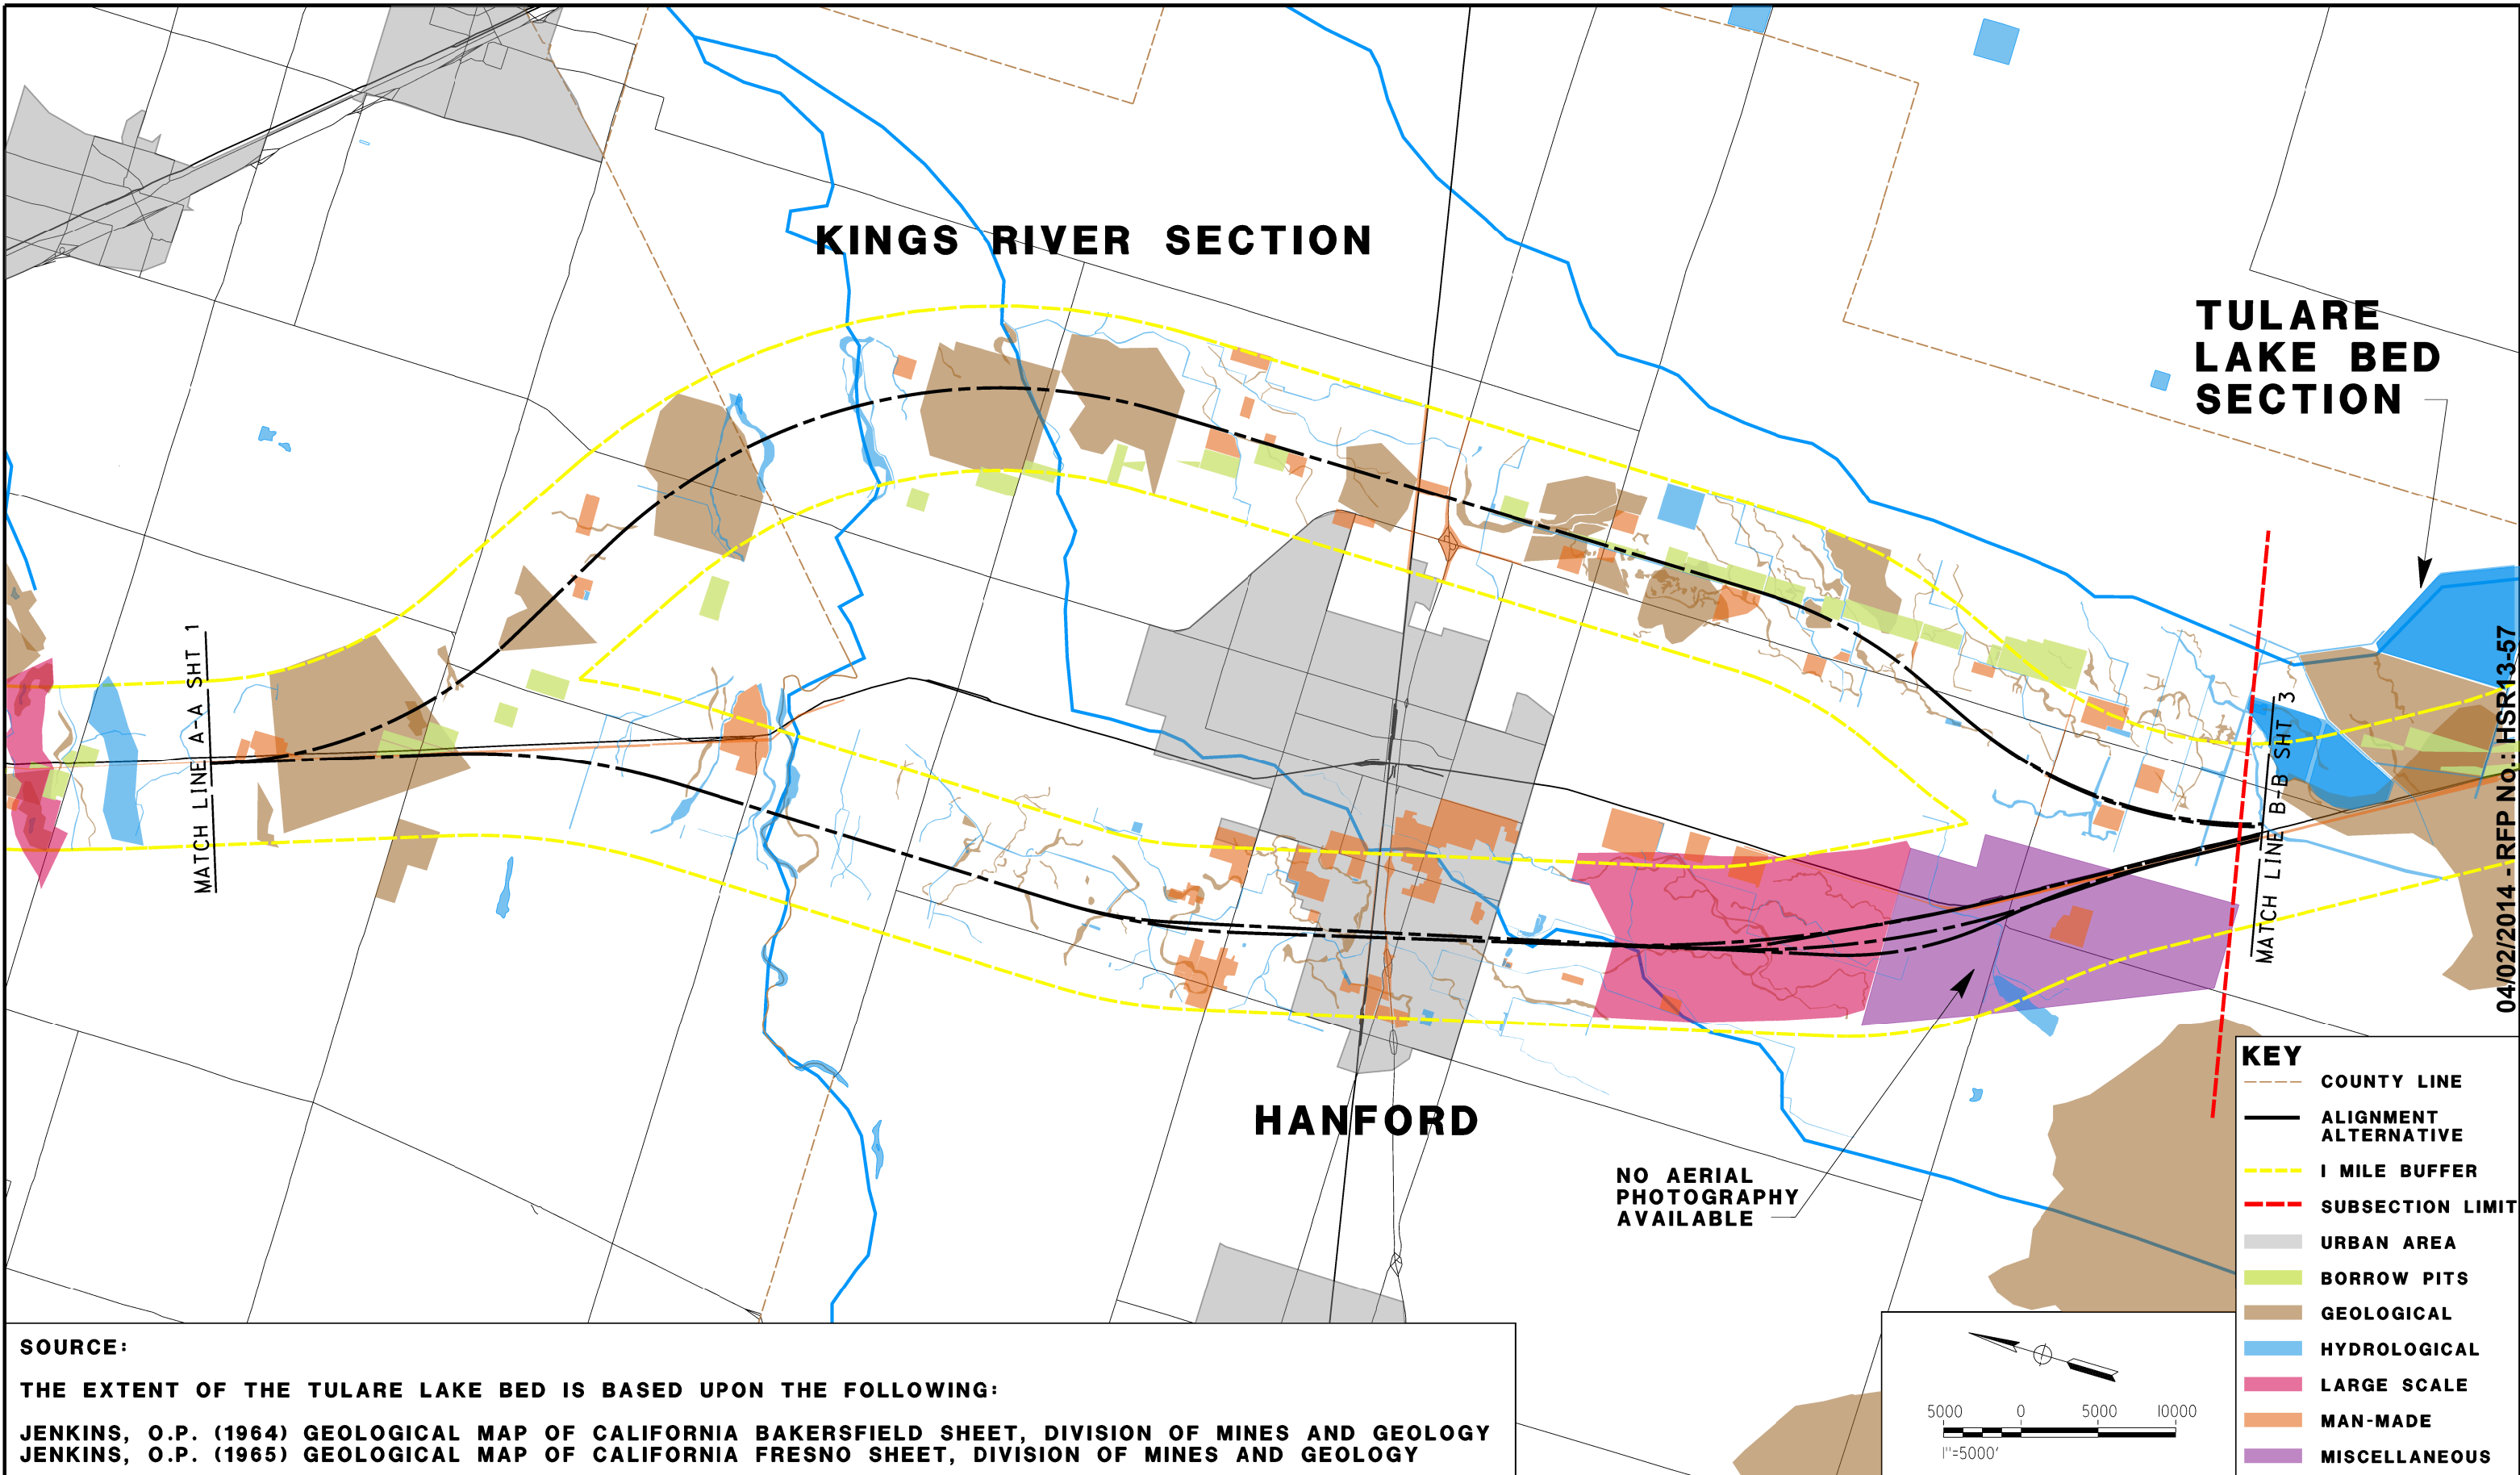 KINGS RIVER SECTION
TULARE
LAKE BED
SECTION
MATCH LINE A-A SHT 1
MATCH LINE B-B SHT 3
04/02/2014 - RFP No.: HSR13-57
HANFORD
NO AERIAL
PHOTOGRAPHY
AVAILABLE
KEY
COUNTY LINE
ALIGNMENT
ALTERNATIVE
1 MILE BUFFER
SUBSECTION LIMIT
URBAN AREA
BORROW PITS
GEOLOGICAL
HYDROLOGICAL
LARGE SCALE
MAN-MADE
MISCELLANEOUS
5000 0 5000 10000
1"=5000'
SOURCE:
THE EXTENT OF THE TULARE LAKE BED IS BASED UPON THE FOLLOWING:
JENKINS, O.P. (1964) GEOLOGICAL MAP OF CALIFORNIA BAKERSFIELD SHEET, DIVISION OF MINES AND GEOLOGY
JENKINS, O.P. (1965) GEOLOGICAL MAP OF CALIFORNIA FRESNO SHEET, DIVISION OF MINES AND GEOLOGY